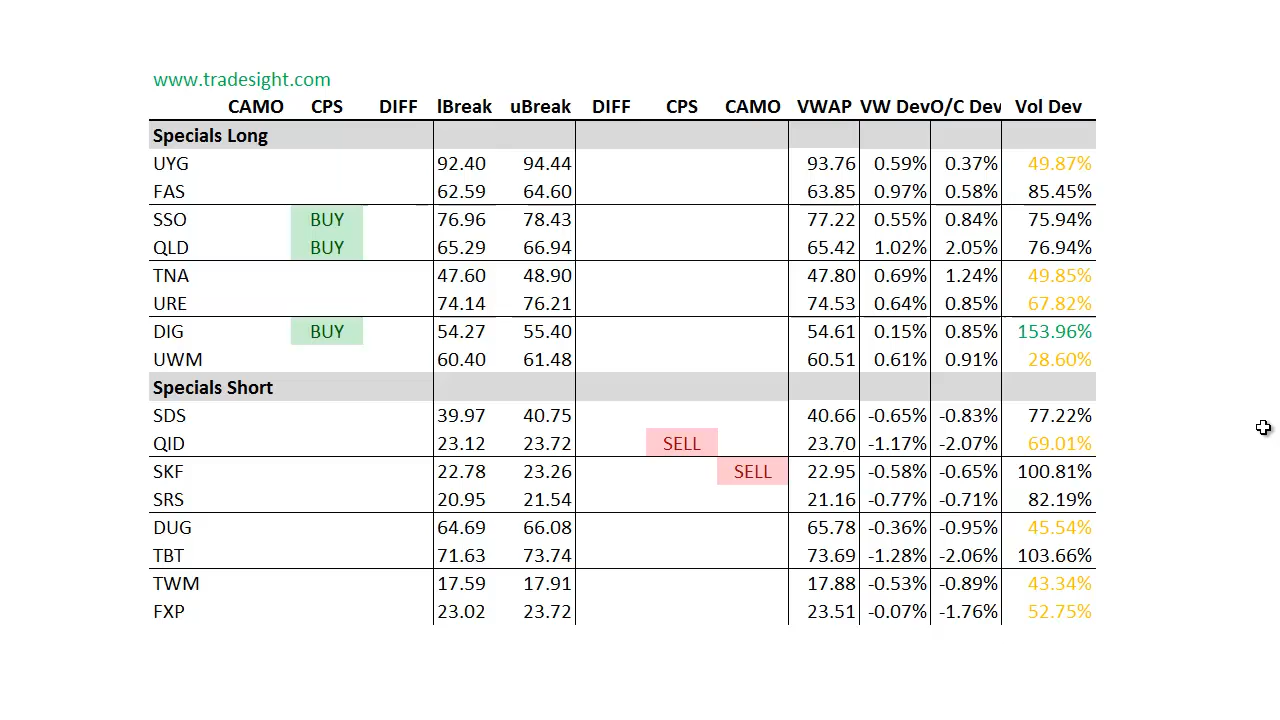 www.tradesight.com
CAMO CPS DIFF lBreak uBreak DIFF CPS CAMO VWAP VW Dev O/C Dev Vol Dev
Specials Long
UYG 92.40 94.44 93.76 0.59% 0.37% 49.87%
FAS 62.59 64.60 63.85 0.97% 0.58% 85.45%
SSO BUY 76.96 78.43 77.22 0.55% 0.84% 75.94%
QLD BUY 65.29 66.94 65.42 1.02% 2.05% 76.94%
TNA 47.60 48.90 47.80 0.69% 1.24% 49.85%
URE 74.14 76.21 74.53 0.64% 0.85% 67.82%
DIG BUY 54.27 55.40 54.61 0.15% 0.85% 153.96%
UWM 60.40 61.48 60.51 0.61% 0.91% 28.60%
Specials Short
SDS 39.97 40.75 40.66 -0.65% -0.83% 77.22%
QID 23.12 23.72 SELL 23.70 -1.17% -2.07% 69.01%
SKF 22.78 23.26 SELL 22.95 -0.58% -0.65% 100.81%
SRS 20.95 21.54 21.16 -0.77% -0.71% 82.19%
DUG 64.69 66.08 65.78 -0.36% -0.95% 45.54%
TBT 71.63 73.74 73.69 -1.28% -2.06% 103.66%
TWM 17.59 17.91 17.88 -0.53% -0.89% 43.34%
FXP 23.02 23.72 23.51 -0.07% -1.76% 52.75%